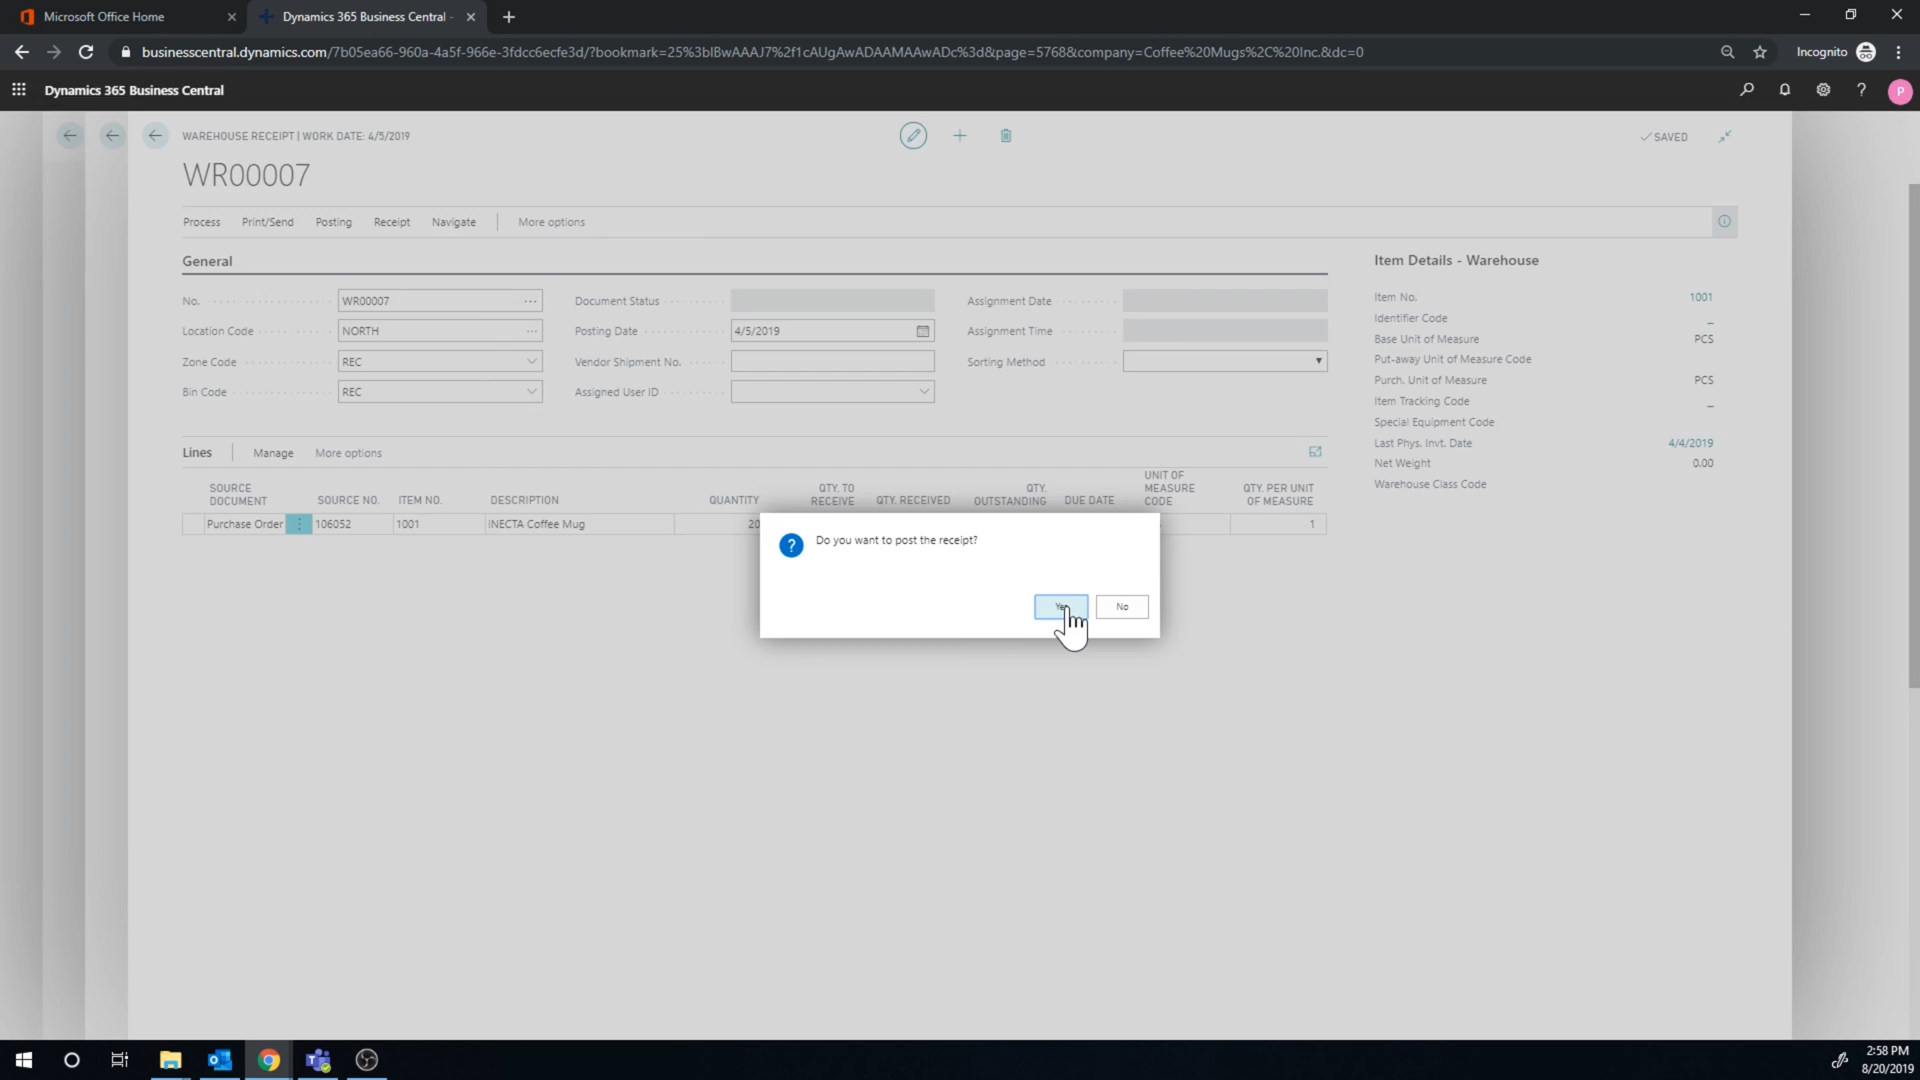 Microsoft Office Home
Dynamics 365 Business Central -
businesscentral.dynamics.com/7b05ea66-960a-4a5f-966e-3fdcc6ecfe3d/?bookmark=25%3bIBwAAAJ7%2f1cAUgAwADAAMAAwADc%3d&page=5768&company=Coffee%20Mugs%2C%20Inc.&dc=0
Incognito
Dynamics 365 Business Central
P
WAREHOUSE RECEIPT | WORK DATE: 4/5/2019
SAVED
WR00007
Process Print/Send Posting Receipt Navigate More options
General
No. WR00007
Location Code NORTH
Zone Code REC
Bin Code REC
Document Status
Posting Date 4/5/2019
Vendor Shipment No.
Assigned User ID
Assignment Date
Assignment Time
Sorting Method
Item Details - Warehouse
Item No. 1001
Identifier Code _
Base Unit of Measure PCS
Put-away Unit of Measure Code
Purch. Unit of Measure PCS
Item Tracking Code _
Special Equipment Code
Last Phys. Invt. Date 4/4/2019
Net Weight 0.00
Warehouse Class Code
Lines Manage More options
SOURCE DOCUMENT SOURCE NO. ITEM NO. DESCRIPTION QUANTITY QTY. TO RECEIVE QTY. RECEIVED QTY. OUTSTANDING DUE DATE UNIT OF MEASURE CODE QTY. PER UNIT OF MEASURE
Purchase Order 106052 1001 INECTA Coffee Mug 20 1
Do you want to post the receipt?
Yes No
2:58 PM
8/20/2019